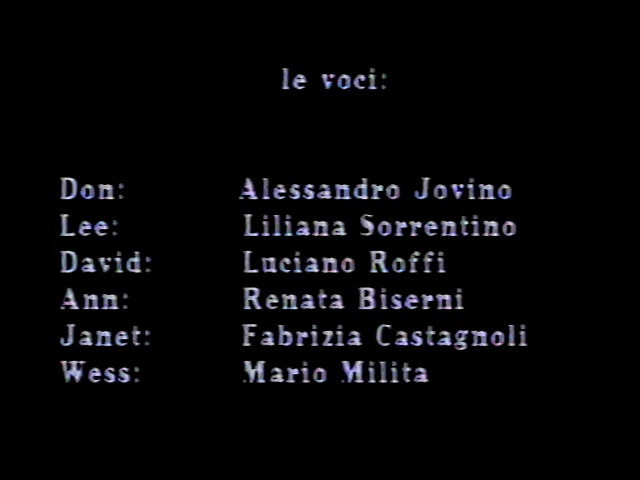 le voci:
Don: Alessandro Jovino
Lee: Liliana Sorrentino
David: Luciano Roffi
Ann: Renata Biserni
Janet: Fabrizia Castagnoli
Wess: Mario Milita